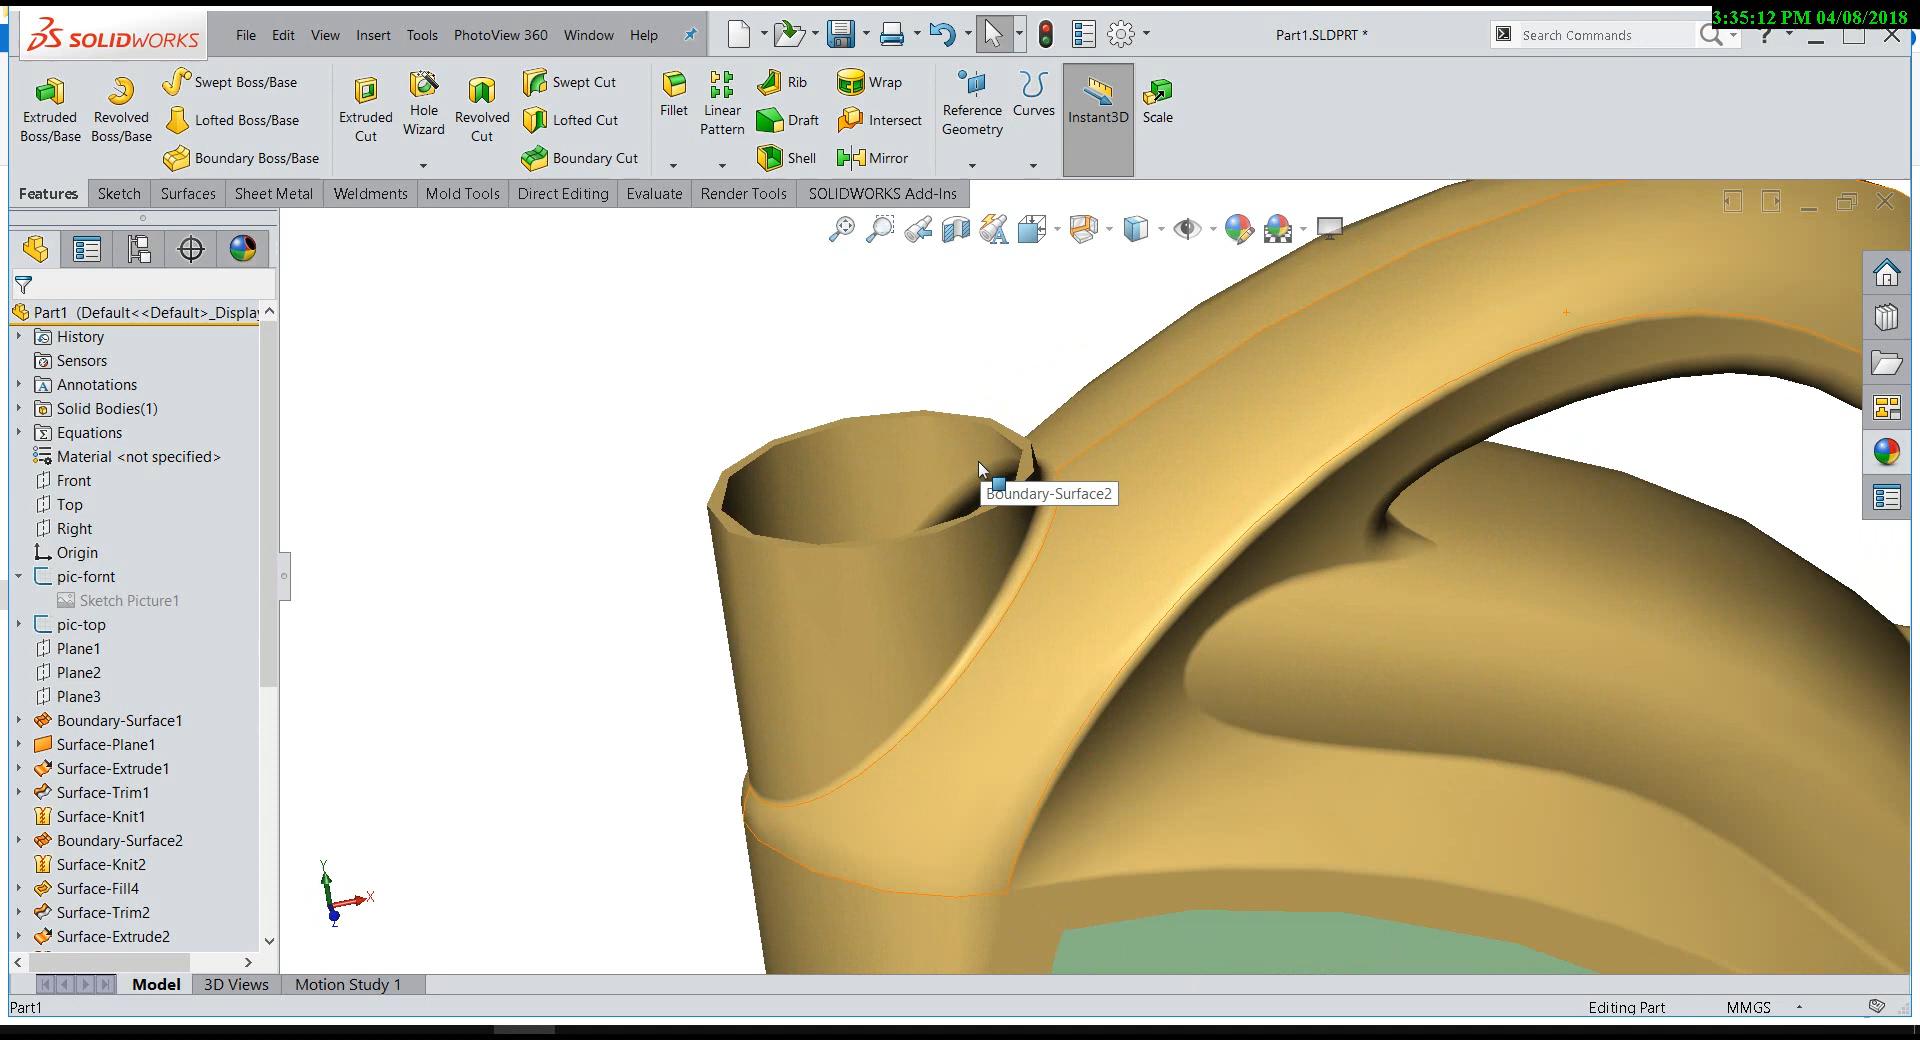 3:35:12 PM 04/08/2018
SOLIDWORKS
File Edit View Insert Tools PhotoView 360 Window Help
Part1.SLDPRT *
Search Commands
Extruded Boss/Base
Revolved Boss/Base
Swept Boss/Base
Lofted Boss/Base
Boundary Boss/Base
Extruded Cut
Hole Wizard
Revolved Cut
Swept Cut
Lofted Cut
Boundary Cut
Fillet
Linear Pattern
Rib
Draft
Shell
Wrap
Intersect
Mirror
Reference Geometry
Curves
Instant3D
Scale
Features Sketch Surfaces Sheet Metal Weldments Mold Tools Direct Editing Evaluate Render Tools SOLIDWORKS Add-Ins
Part1 (Default<<Default>_Display
History
Sensors
Annotations
Solid Bodies(1)
Equations
Material <not specified>
Front
Top
Right
Origin
pic-fornt
Sketch Picture1
pic-top
Plane1
Plane2
Plane3
Boundary-Surface1
Surface-Plane1
Surface-Extrude1
Surface-Trim1
Surface-Knit1
Boundary-Surface2
Surface-Knit2
Surface-Fill4
Surface-Trim2
Surface-Extrude2
Boundary-Surface2
Y
X
Z
Model 3D Views Motion Study 1
Part1
Editing Part
MMGS